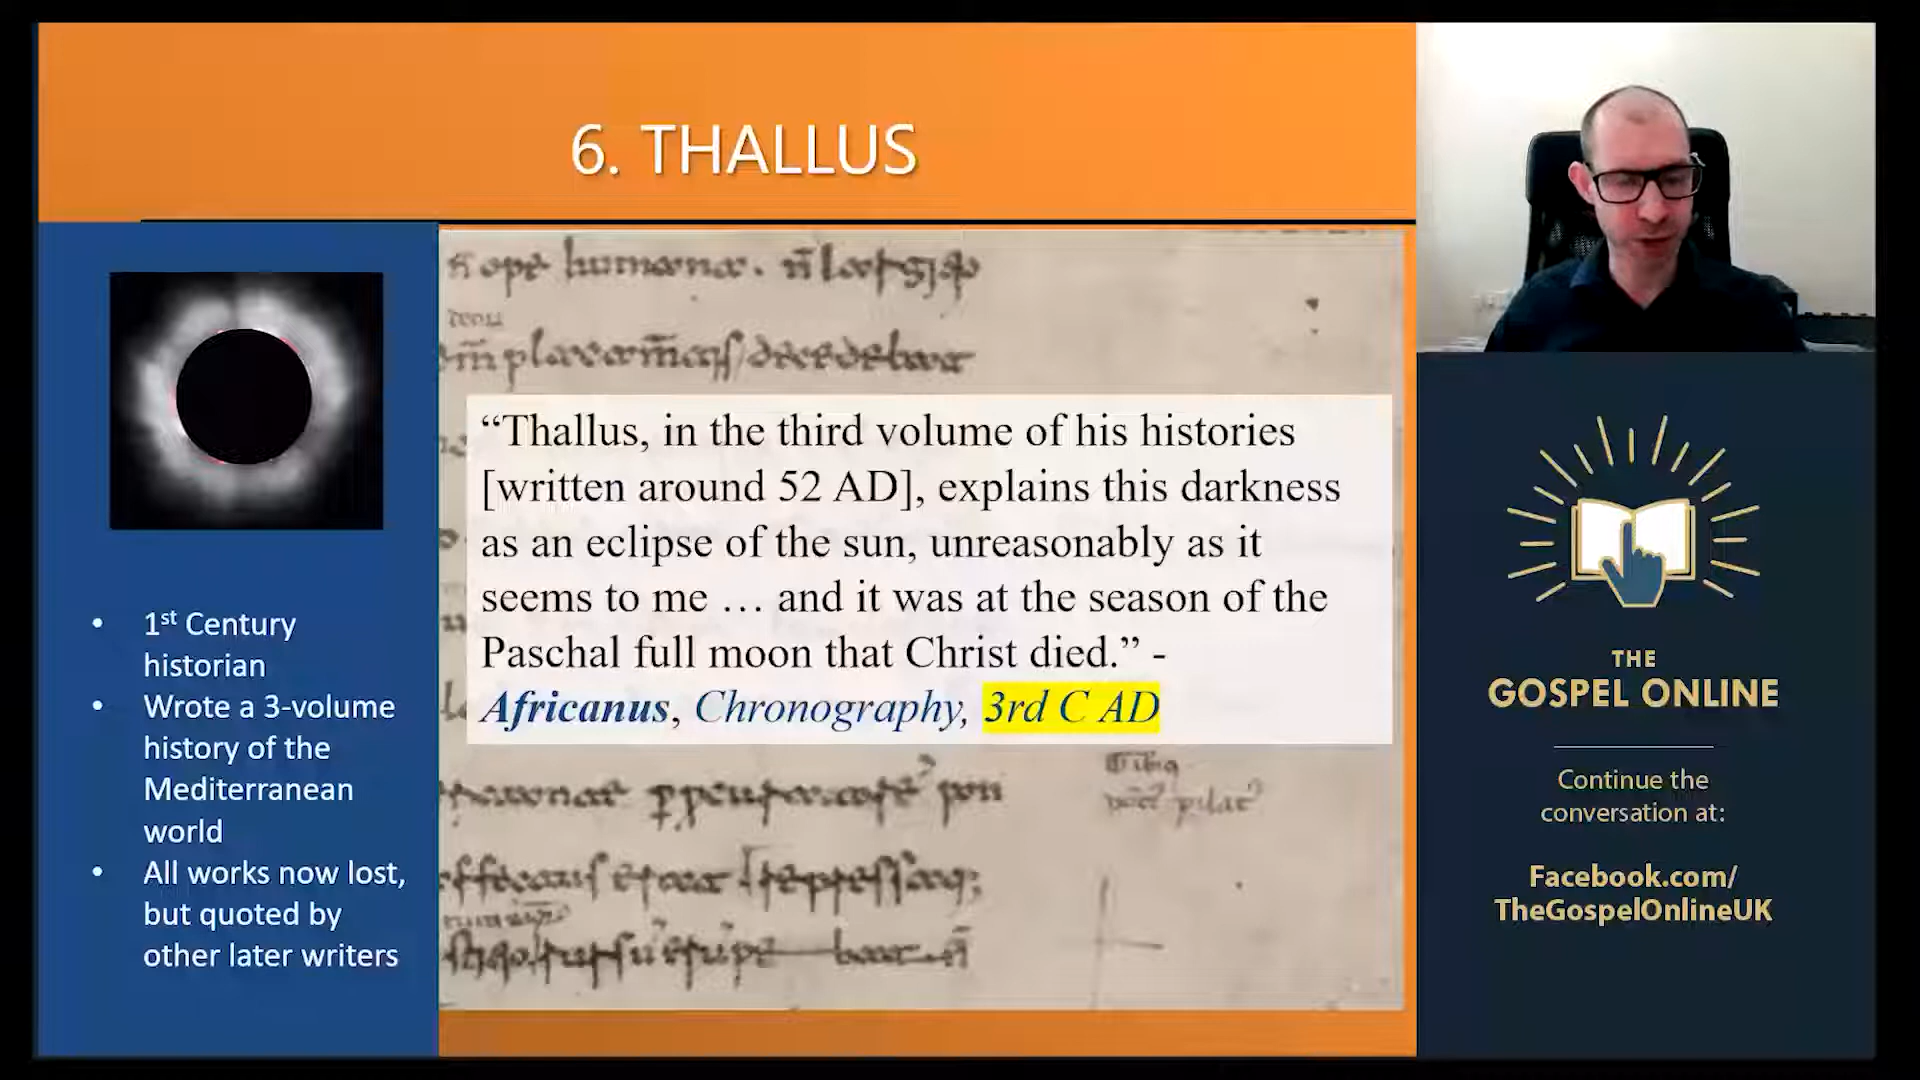 6. THALLUS
1st Century
historian
Wrote a 3-volume
history of the
Mediterranean
world
All works now lost,
but quoted by
other later writers
“Thallus, in the third volume of his histories
[written around 52 AD], explains this darkness
as an eclipse of the sun, unreasonably as it
seems to me … and it was at the season of the
Paschal full moon that Christ died.” -
Africanus, Chronography, 3rd C AD
THE
GOSPEL ONLINE
Continue the
conversation at:
Facebook.com/
TheGospelOnlineUK